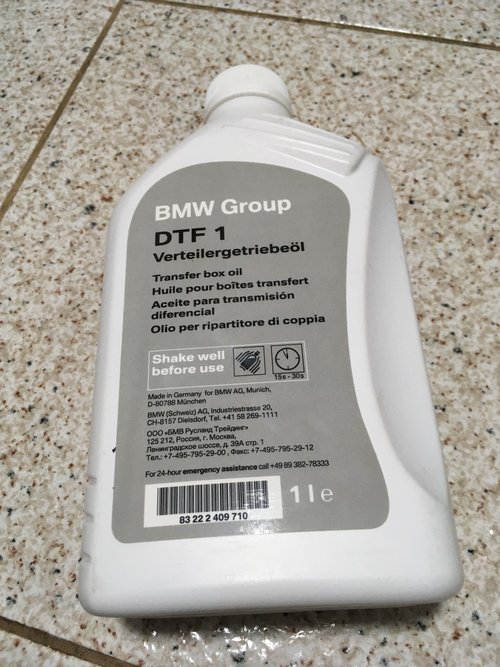 BMW Group
DTF 1
Verteilergetriebeöl
Transfer box oil
Huile pour boîtes transfert
Aceite para transmisión
diferencial
Olio per ripartitore di coppia
Shake well
before use
15s - 30s
Made in Germany for BMW AG, Munich,
D-80788 München
BMW (Schweiz) AG, Industriestrasse 20,
CH-8157 Dielsdorf, Tel. +41 58 269-1111
ООО «БМВ Русланд Трейдинг»
125 212, Россия, г. Москва,
Ленинградское шоссе, д. 39А стр. 1
Тел.: +7-495-795-29-00 , Факс: +7-495-795-29-12
For 24-hour emergency assistance call +49 89 382-78333
1 l e
83 22 2 409 710